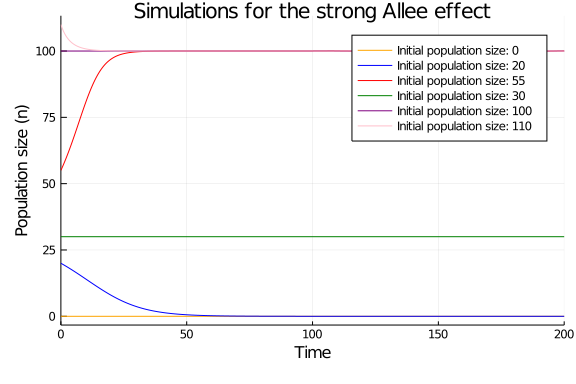 Simulations for the strong Allee effect
Initial population size: 0
Initial population size: 20
Initial population size: 55
Initial population size: 30
Initial population size: 100
Initial population size: 110
Population size (n)
100
75
50
25
0
0 50 100 150 200
Time